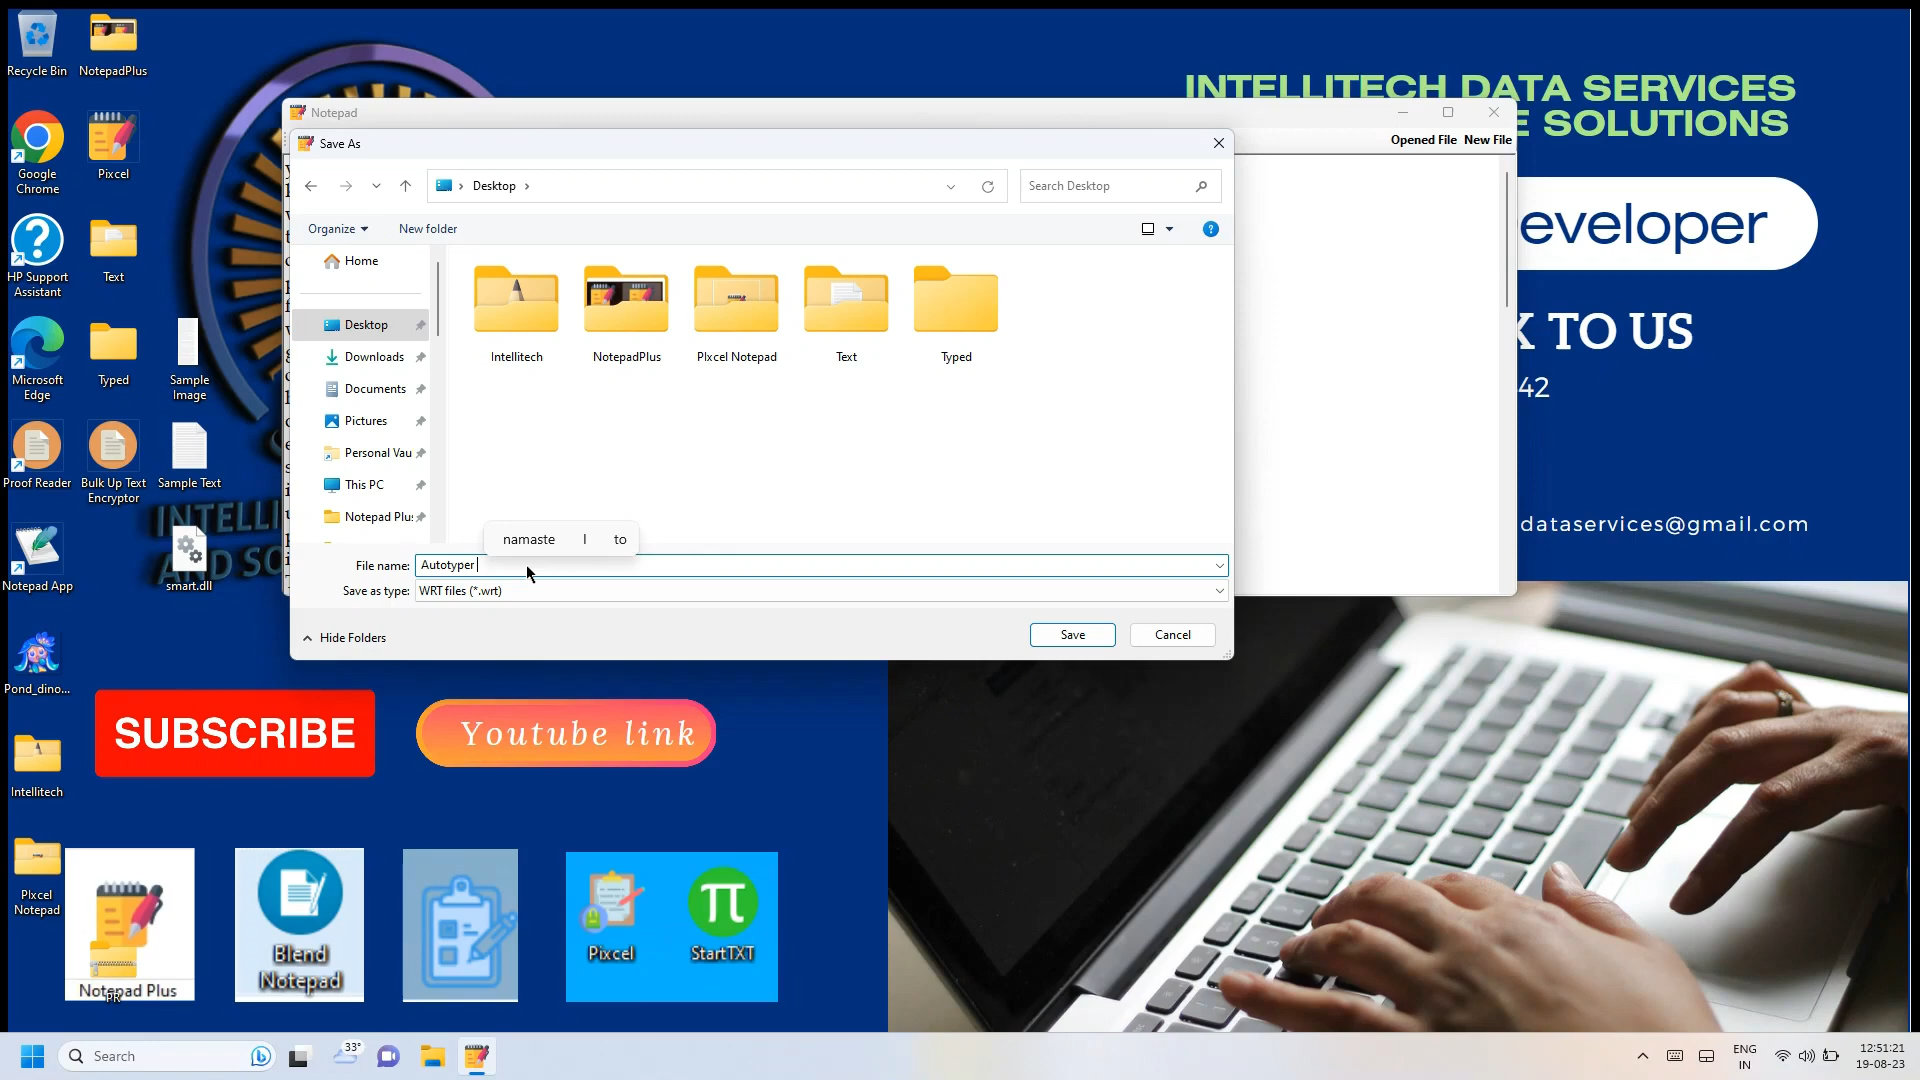 Recycle Bin
NotepadPlus
Google
Chrome
Pixcel
HP Support
Assistant
Text
Microsoft
Edge
Typed
Sample
Image
Proof Reader
Bulk Up Text
Encryptor
Sample Text
Notepad App
smart.dll
Pond_dino...
Intellitech
PIxcel
Notepad
INTELLITECH DATA SERVICES
E SOLUTIONS
eveloper
K TO US
42
dataservices@gmail.com
INTELLI
AND SO
Notepad
Opened File New File
Save As
Desktop
Search Desktop
Organize
New folder
Home
Desktop
Downloads
Documents
Pictures
Personal Vau
This PC
Notepad Plu
Intellitech
NotepadPlus
PIxcel Notepad
Text
Typed
namaste I to
File name: Autotyper
Save as type: WRT files (*.wrt)
Hide Folders
Save
Cancel
SUBSCRIBE
Youtube link
Notepad Plus
PR
Blend
Notepad
Pixcel
π
StartTXT
Search
33°
ENG
IN
12:51:21
19-08-23